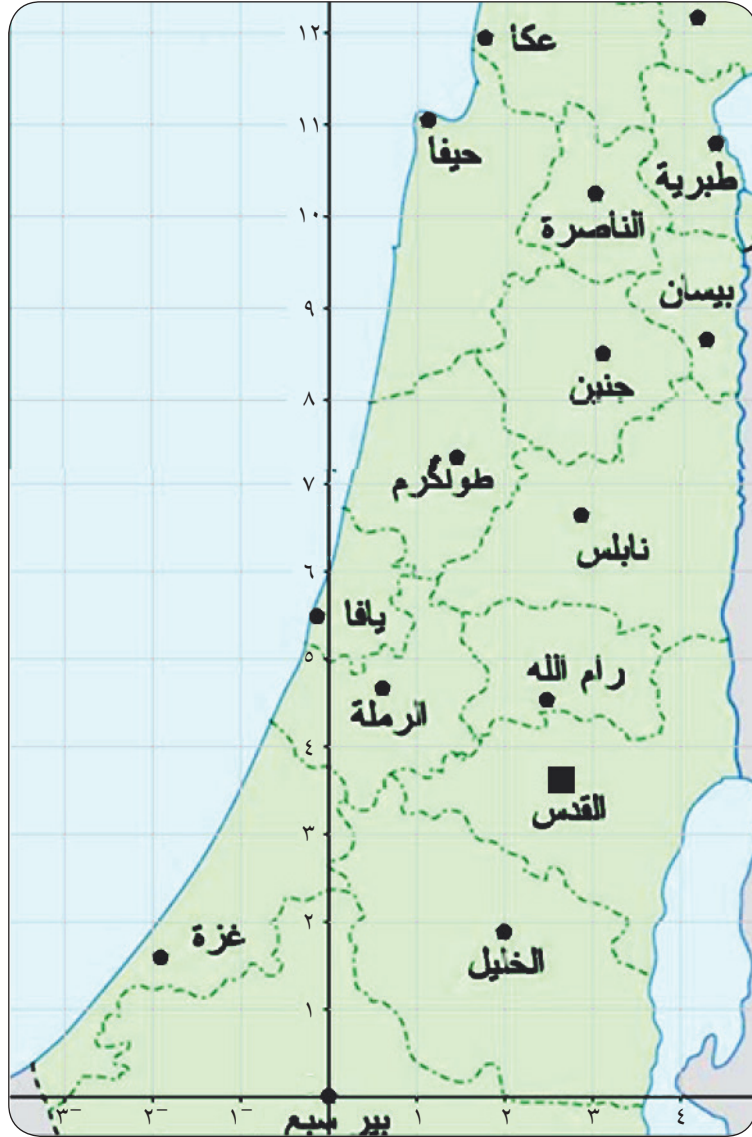 ١٢
عكا
١١
حيفا
طبرية
١٠
الناصرة
٩
بيسان
٨
جنين
٧
طولكرم
نابلس
٦
يافا
٥
رام الله
الرملة
٤
القدس
٣
٢
غزة
الخليل
١
٣– ٢– ١– ١ ٢ ٣ ٤
بير سبع